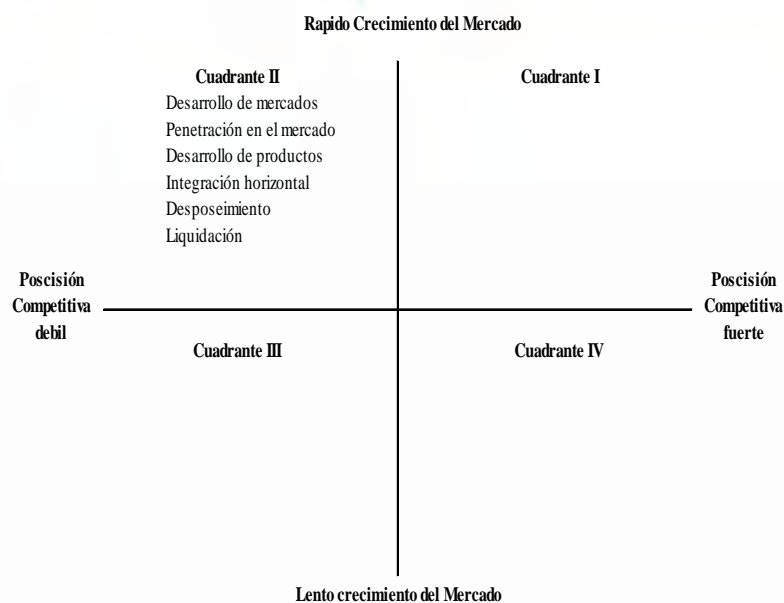 Rapido Crecimiento del Mercado
Cuadrante II
Cuadrante I
Desarrollo de mercados
Penetración en el mercado
Desarrollo de productos
Integración horizontal
Desposeimiento
Liquidación
Poscisión
Competitiva
debil
Poscisión
Competitiva
fuerte
Cuadrante III
Cuadrante IV
Lento crecimiento del Mercado